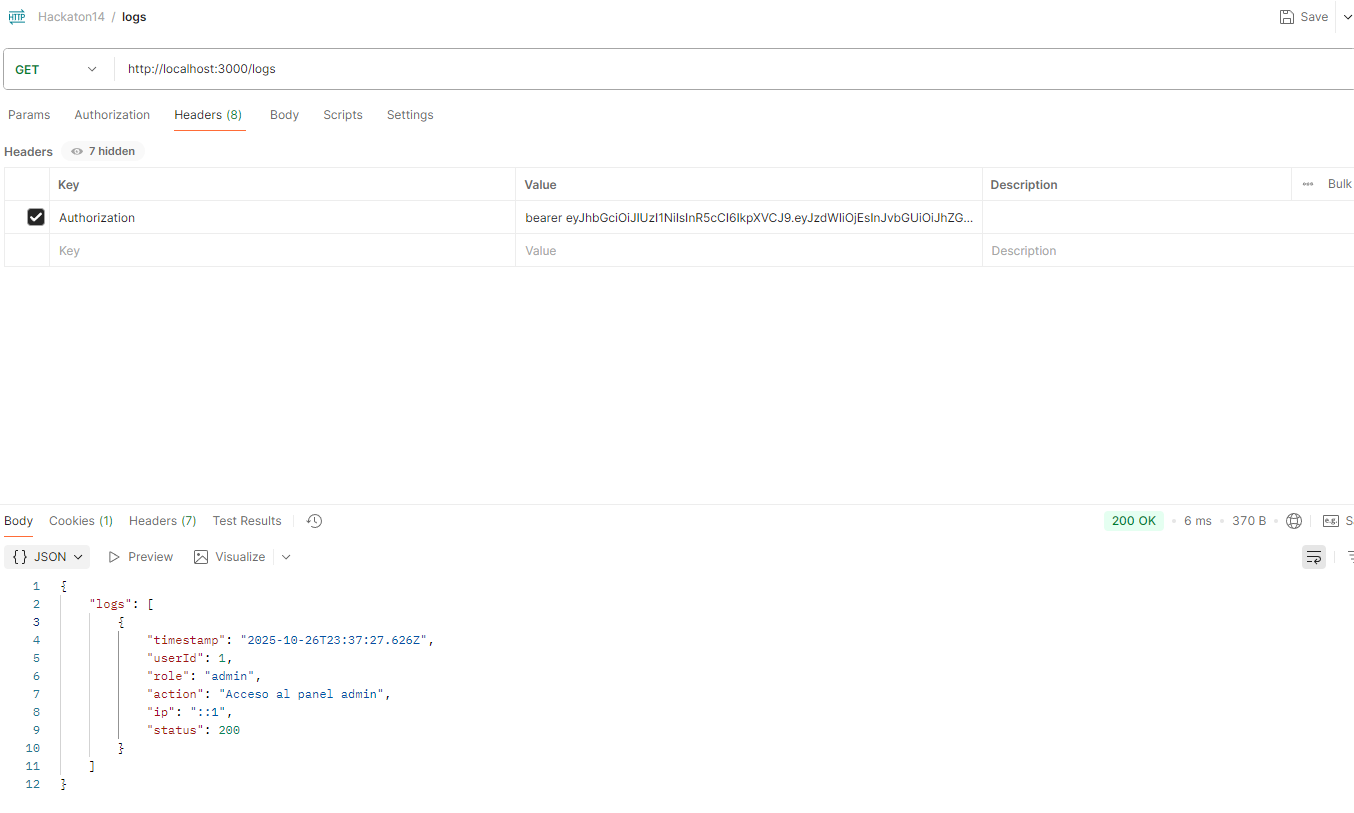 HTTP Hackaton14 / logs Save
GET http://localhost:3000/logs
Params Authorization Headers (8) Body Scripts Settings
Headers 7 hidden
Key Value Description Bulk
Authorization bearer eyJhbGciOiJIUzI1NiIsInR5cCI6IkpXVCJ9.eyJzdWIiOjEsInJvbGUiOiJhZG...
Key Value Description
Body Cookies (1) Headers (7) Test Results 200 OK 6 ms 370 B e.g. S
{} JSON Preview Visualize
1 {
2 "logs": [
3 {
4 "timestamp": "2025-10-26T23:37:27.626Z",
5 "userId": 1,
6 "role": "admin",
7 "action": "Acceso al panel admin",
8 "ip": "::1",
9 "status": 200
10 }
11 ]
12 }